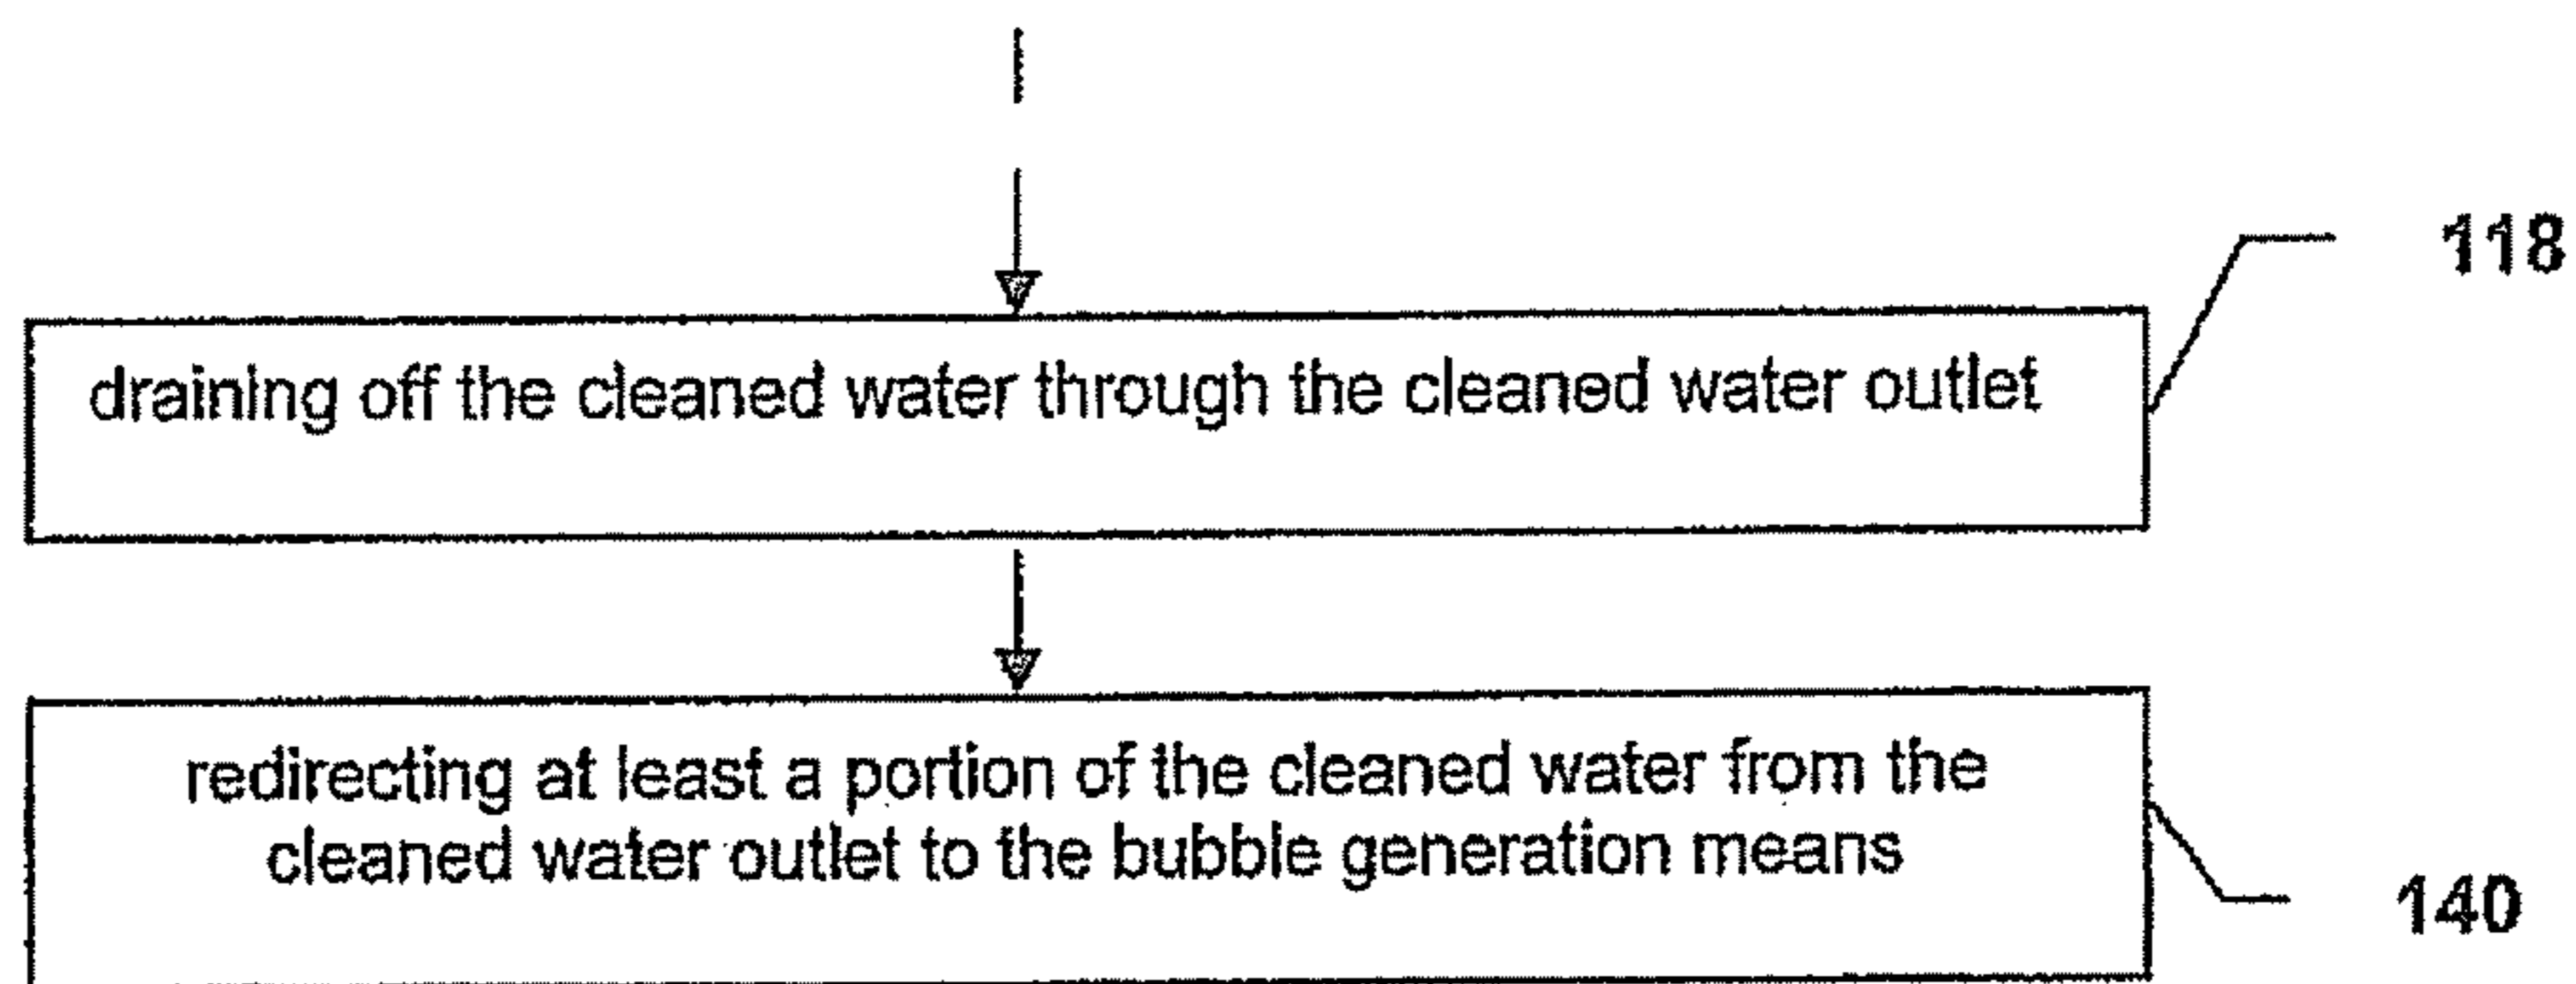 118
draining off the cleaned water through the cleaned water outlet
redirecting at least a portion of the cleaned water from the
cleaned water outlet to the bubble generation means
140